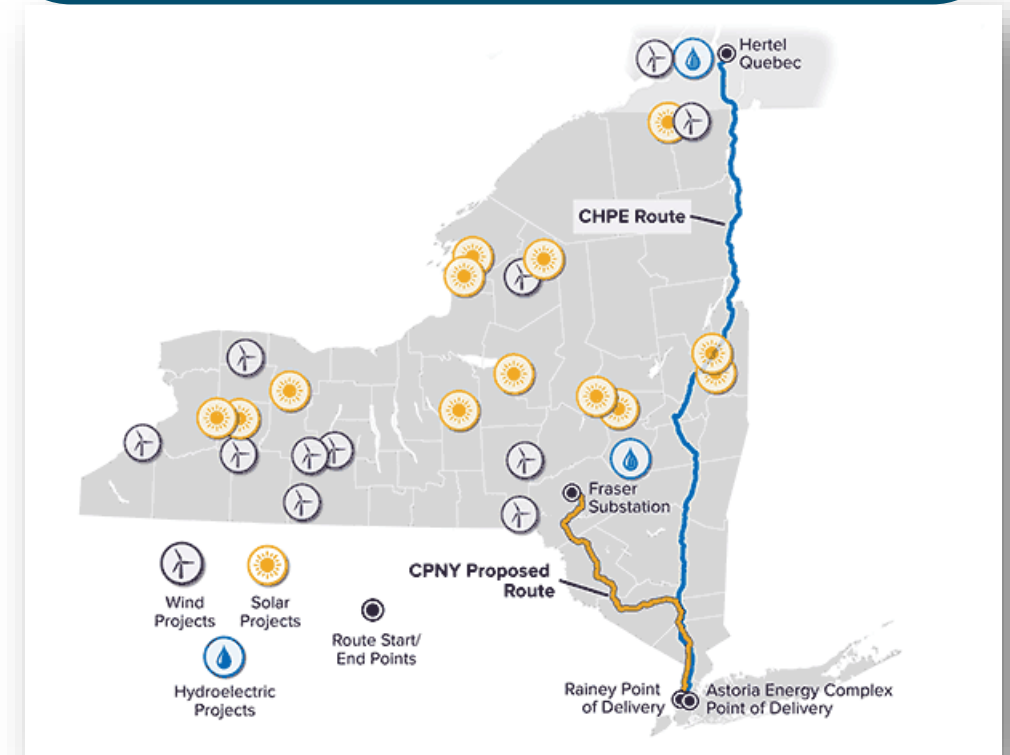 Hertel
Quebec
CHPE Route
Fraser
Substation
CPNY Proposed
Route
Wind
Projects
Solar
Projects
Route Start/
End Points
Hydroelectric
Projects
Rainey Point
of Delivery
Astoria Energy Complex
Point of Delivery